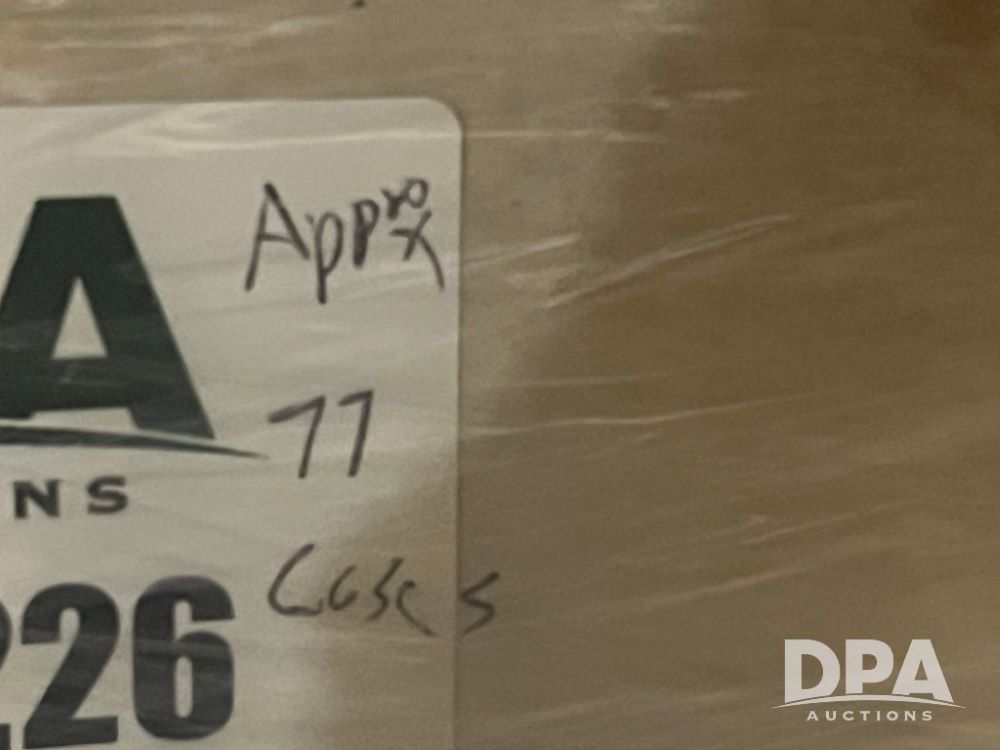 Approx
A
77
NS
Cases
226
DPA
AUCTIONS